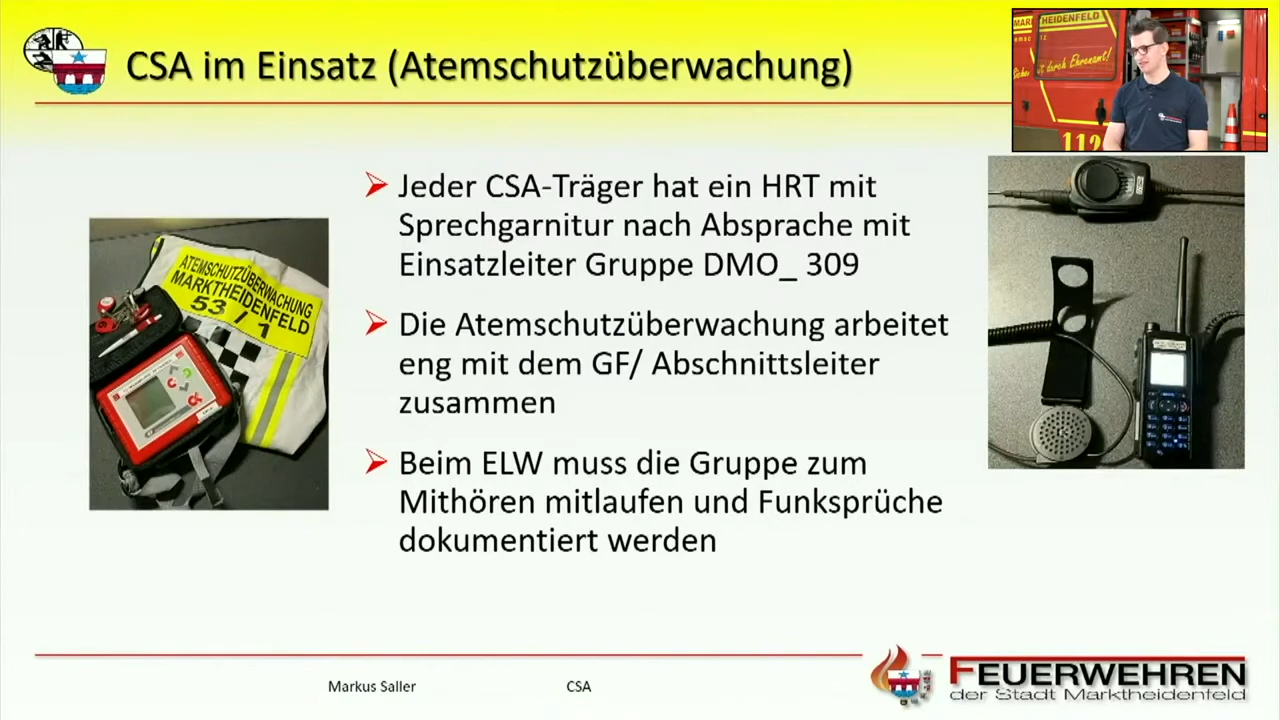 CSA im Einsatz (Atemschutzüberwachung)
MARKTHEIDENFELD
durch Ehrenamt!
112
Jeder CSA-Träger hat ein HRT mit
Sprechgarnitur nach Absprache mit
Einsatzleiter Gruppe DMO_ 309
Die Atemschutzüberwachung arbeitet
eng mit dem GF/ Abschnittsleiter
zusammen
Beim ELW muss die Gruppe zum
Mithören mitlaufen und Funksprüche
dokumentiert werden
ATEMSCHUTZÜBERWACHUNG
MARKTHEIDENFELD
53 / 1
Markus Saller
CSA
FEUERWEHREN
der Stadt Marktheidenfeld